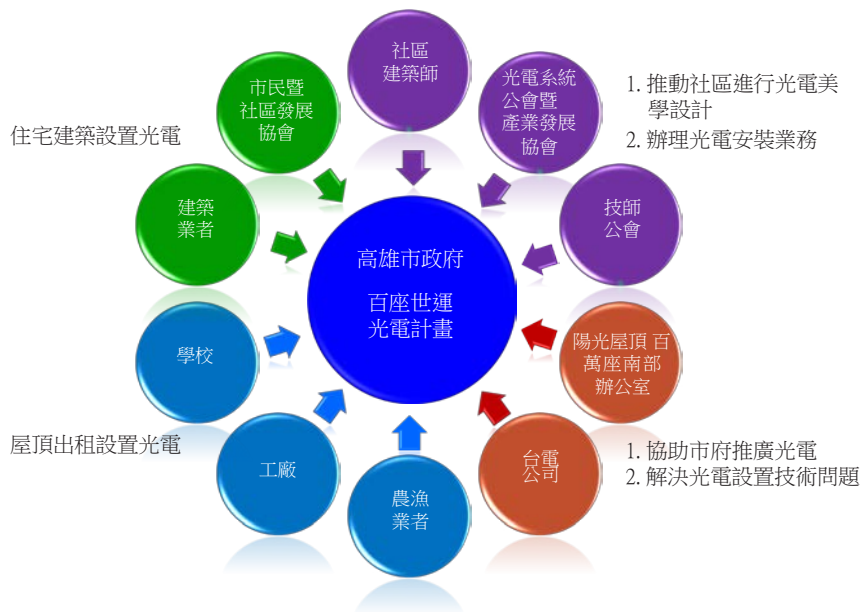 社區
建築師
市民暨
社區發展
協會
光電系統
公會暨
產業發展
協會
1. 推動社區進行光電美
學設計
2. 辦理光電安裝業務
住宅建築設置光電
建築
業者
技師
公會
高雄市政府
百座世運
光電計畫
學校
陽光屋頂 百
萬座南部
辦公室
屋頂出租設置光電
工廠
農漁
業者
台電
公司
1. 協助市府推廣光電
2. 解決光電設置技術問題